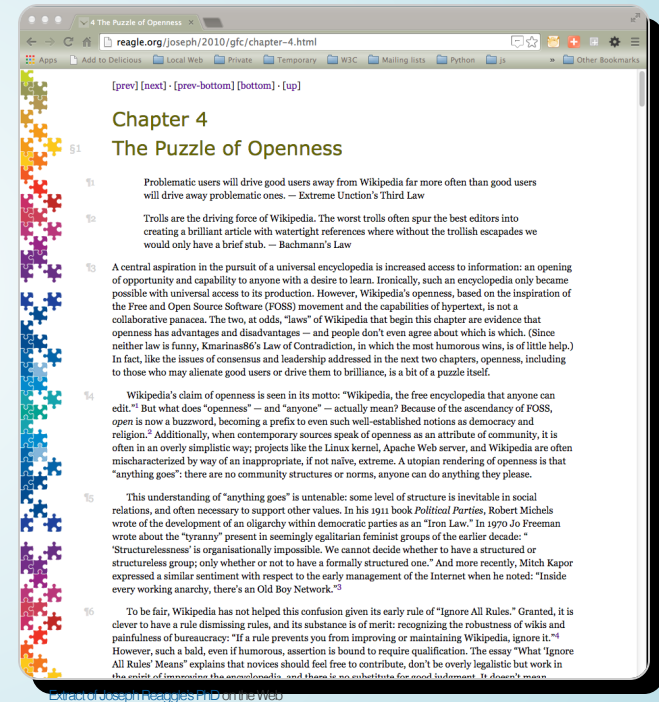 4 The Puzzle of Openness
reagle.org/joseph/2010/gfc/chapter-4.html
Apps Add to Delicious Local Web Private Temporary W3C Mailing lists Python js » Other Bookmarks
[prev] [next] · [prev-bottom] [bottom] · [up]
Chapter 4
§1 The Puzzle of Openness
¶1 Problematic users will drive good users away from Wikipedia far more often than good users
will drive away problematic ones. — Extreme Unction's Third Law
¶2 Trolls are the driving force of Wikipedia. The worst trolls often spur the best editors into
creating a brilliant article with watertight references where without the trollish escapades we
would only have a brief stub. — Bachmann's Law
¶3 A central aspiration in the pursuit of a universal encyclopedia is increased access to information: an opening
of opportunity and capability to anyone with a desire to learn. Ironically, such an encyclopedia only became
possible with universal access to its production. However, Wikipedia's openness, based on the inspiration of
the Free and Open Source Software (FOSS) movement and the capabilities of hypertext, is not a
collaborative panacea. The two, at odds, "laws" of Wikipedia that begin this chapter are evidence that
openness has advantages and disadvantages — and people don't even agree about which is which. (Since
neither law is funny, Kmarinas86's Law of Contradiction, in which the most humorous wins, is of little help.)
In fact, like the issues of consensus and leadership addressed in the next two chapters, openness, including
to those who may alienate good users or drive them to brilliance, is a bit of a puzzle itself.
¶4 Wikipedia's claim of openness is seen in its motto: "Wikipedia, the free encyclopedia that anyone can
edit."1 But what does "openness" — and "anyone" — actually mean? Because of the ascendancy of FOSS,
open is now a buzzword, becoming a prefix to even such well-established notions as democracy and
religion.2 Additionally, when contemporary sources speak of openness as an attribute of community, it is
often in an overly simplistic way; projects like the Linux kernel, Apache Web server, and Wikipedia are often
mischaracterized by way of an inappropriate, if not naïve, extreme. A utopian rendering of openness is that
"anything goes": there are no community structures or norms, anyone can do anything they please.
¶5 This understanding of "anything goes" is untenable: some level of structure is inevitable in social
relations, and often necessary to support other values. In his 1911 book Political Parties, Robert Michels
wrote of the development of an oligarchy within democratic parties as an "Iron Law." In 1970 Jo Freeman
wrote about the "tyranny" present in seemingly egalitarian feminist groups of the earlier decade: "
'Structurelessness' is organisationally impossible. We cannot decide whether to have a structured or
structureless group; only whether or not to have a formally structured one." And more recently, Mitch Kapor
expressed a similar sentiment with respect to the early management of the Internet when he noted: "Inside
every working anarchy, there's an Old Boy Network."3
¶6 To be fair, Wikipedia has not helped this confusion given its early rule of "Ignore All Rules." Granted, it is
clever to have a rule dismissing rules, and its substance is of merit: recognizing the robustness of wikis and
painfulness of bureaucracy: "If a rule prevents you from improving or maintaining Wikipedia, ignore it."4
However, such a bald, even if humorous, assertion is bound to require qualification. The essay "What 'Ignore
All Rules' Means" explains that novices should feel free to contribute, don't be overly legalistic but work in
the spirit of improving the encyclopedia, and there is no substitute for good judgment. It doesn't mean
Extract of Joseph Reaggle's PhD on the Web